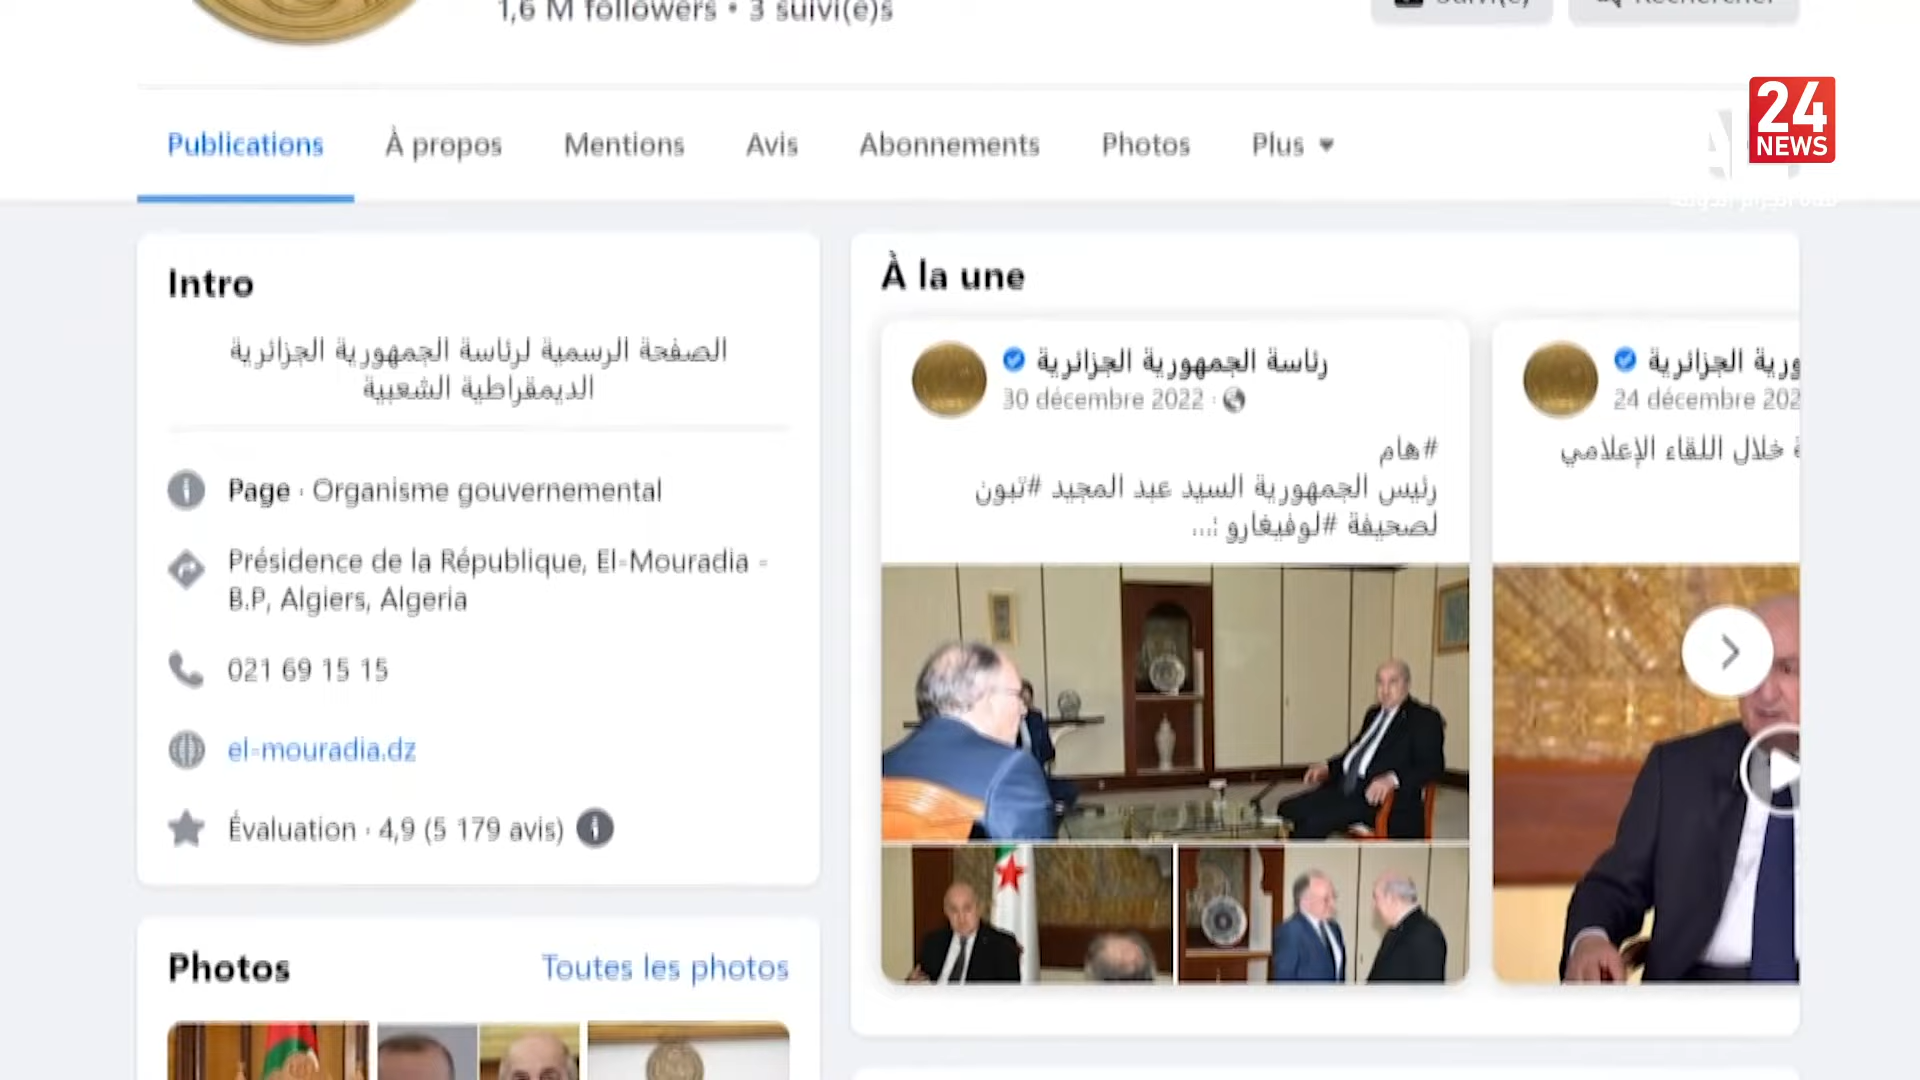 1,6 M followers • 3 suivi(e)s
Suivi(e)
Rechercher
Publications
À propos
Mentions
Avis
Abonnements
Photos
Plus
24
NEWS
Intro
الصفحة الرسمية لرئاسة الجمهورية الجزائرية
الديمقراطية الشعبية
Page · Organisme gouvernemental
Présidence de la République, El-Mouradia -
B.P, Algiers, Algeria
021 69 15 15
el-mouradia.dz
Évaluation · 4,9 (5 179 avis)
Photos
Toutes les photos
À la une
رئاسة الجمهورية الجزائرية
30 décembre 2022 ·
#هام
رئيس الجمهورية السيد عبد المجيد #تبون
لصحيفة #لوفيغارو :...
الجزائرية
24 décembre 202
خلال اللقاء الإعلامي